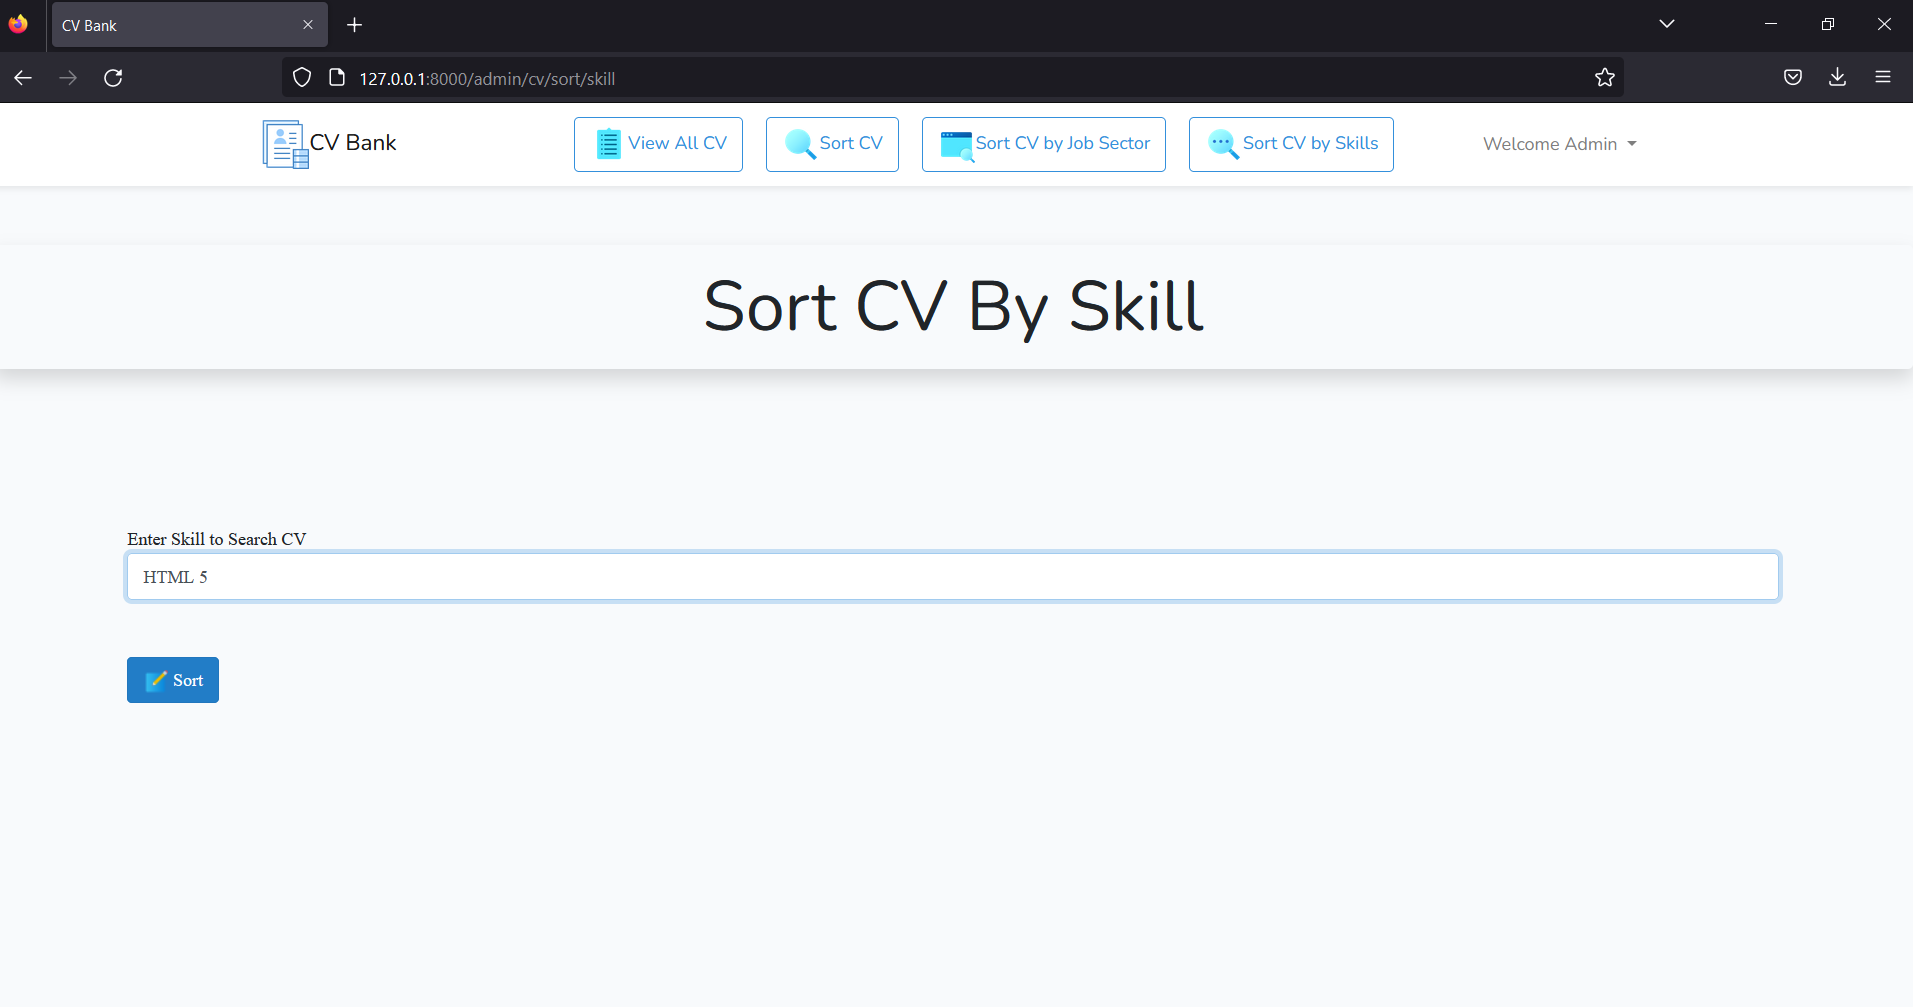 CV Bank
127.0.0.1:8000/admin/cv/sort/skill
CV Bank
View All CV
Sort CV
Sort CV by Job Sector
Sort CV by Skills
Welcome Admin
Sort CV By Skill
Enter Skill to Search CV
HTML 5
Sort